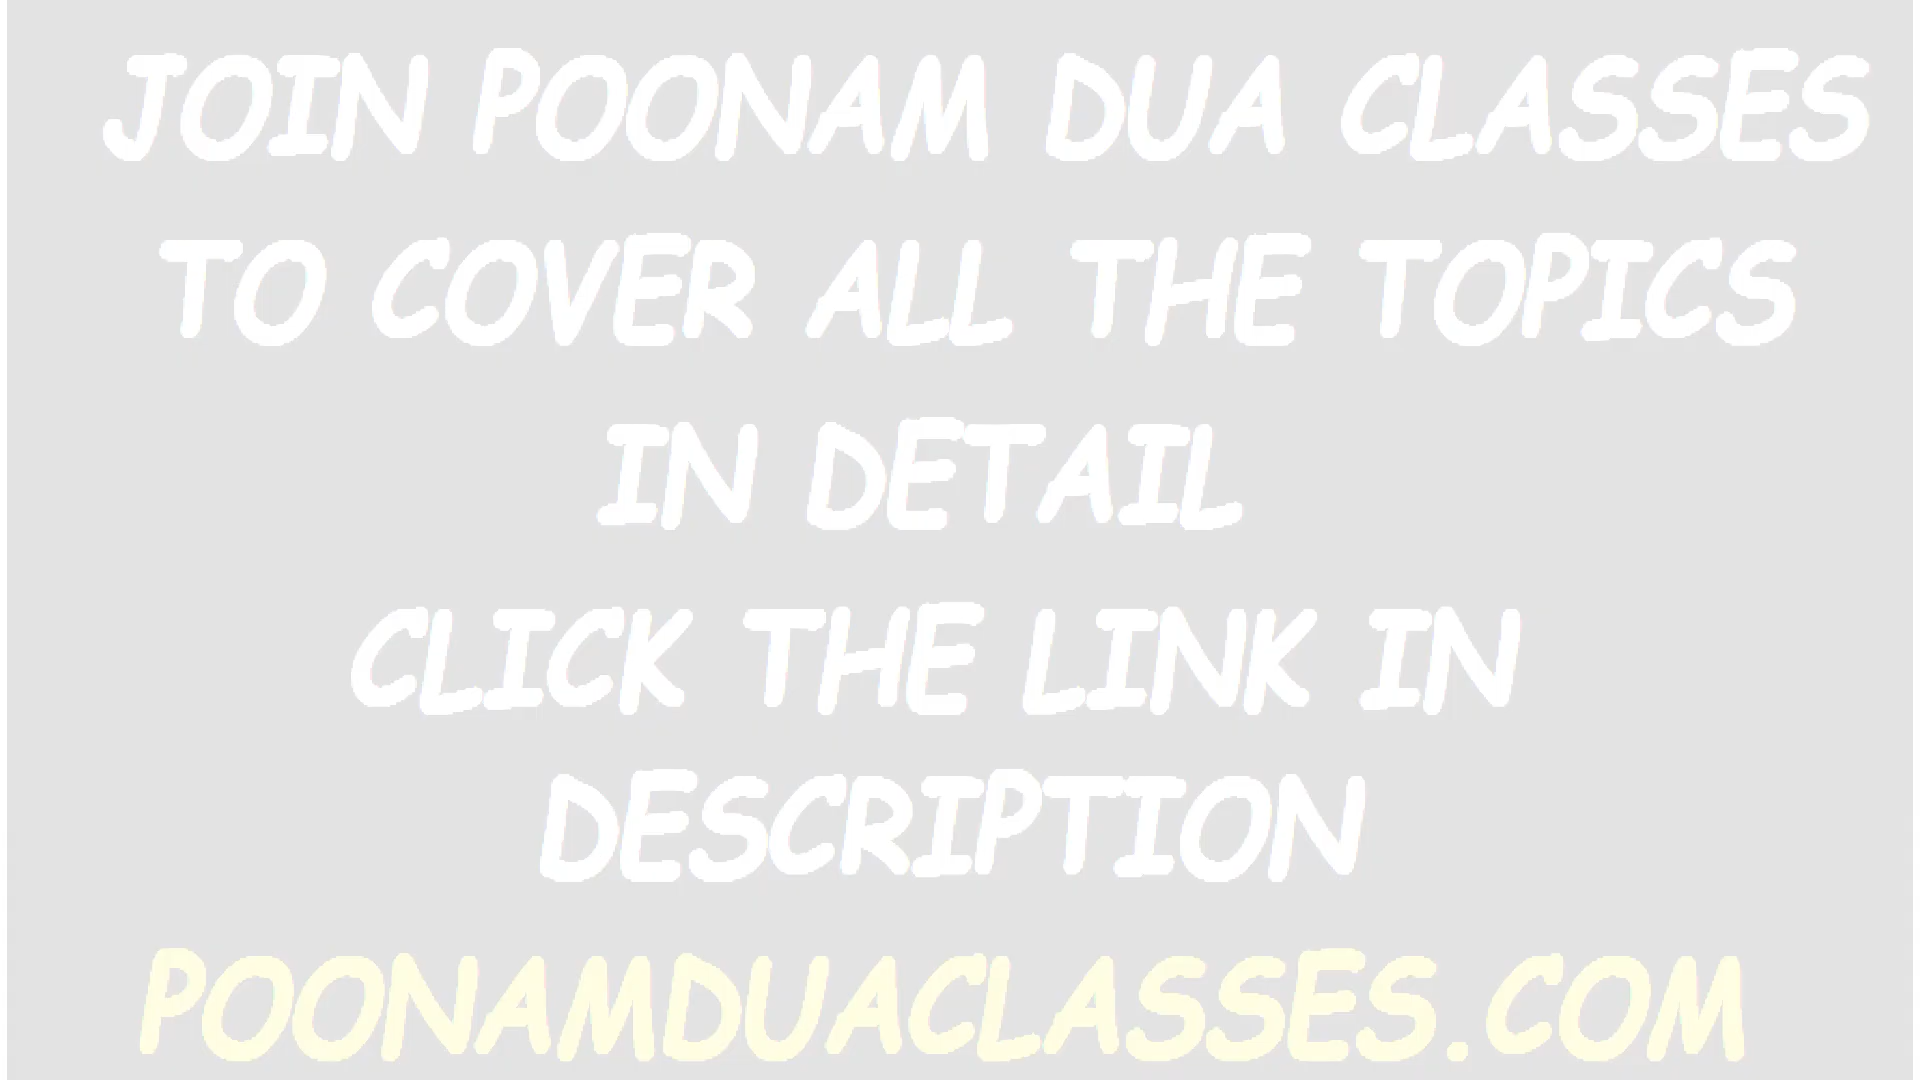 JOIN POONAM DUA CLASSES
TO COVER ALL THE TOPICS
IN DETAIL
CLICK THE LINK IN
DESCRIPTION
POONAMDUACLASSES.COM